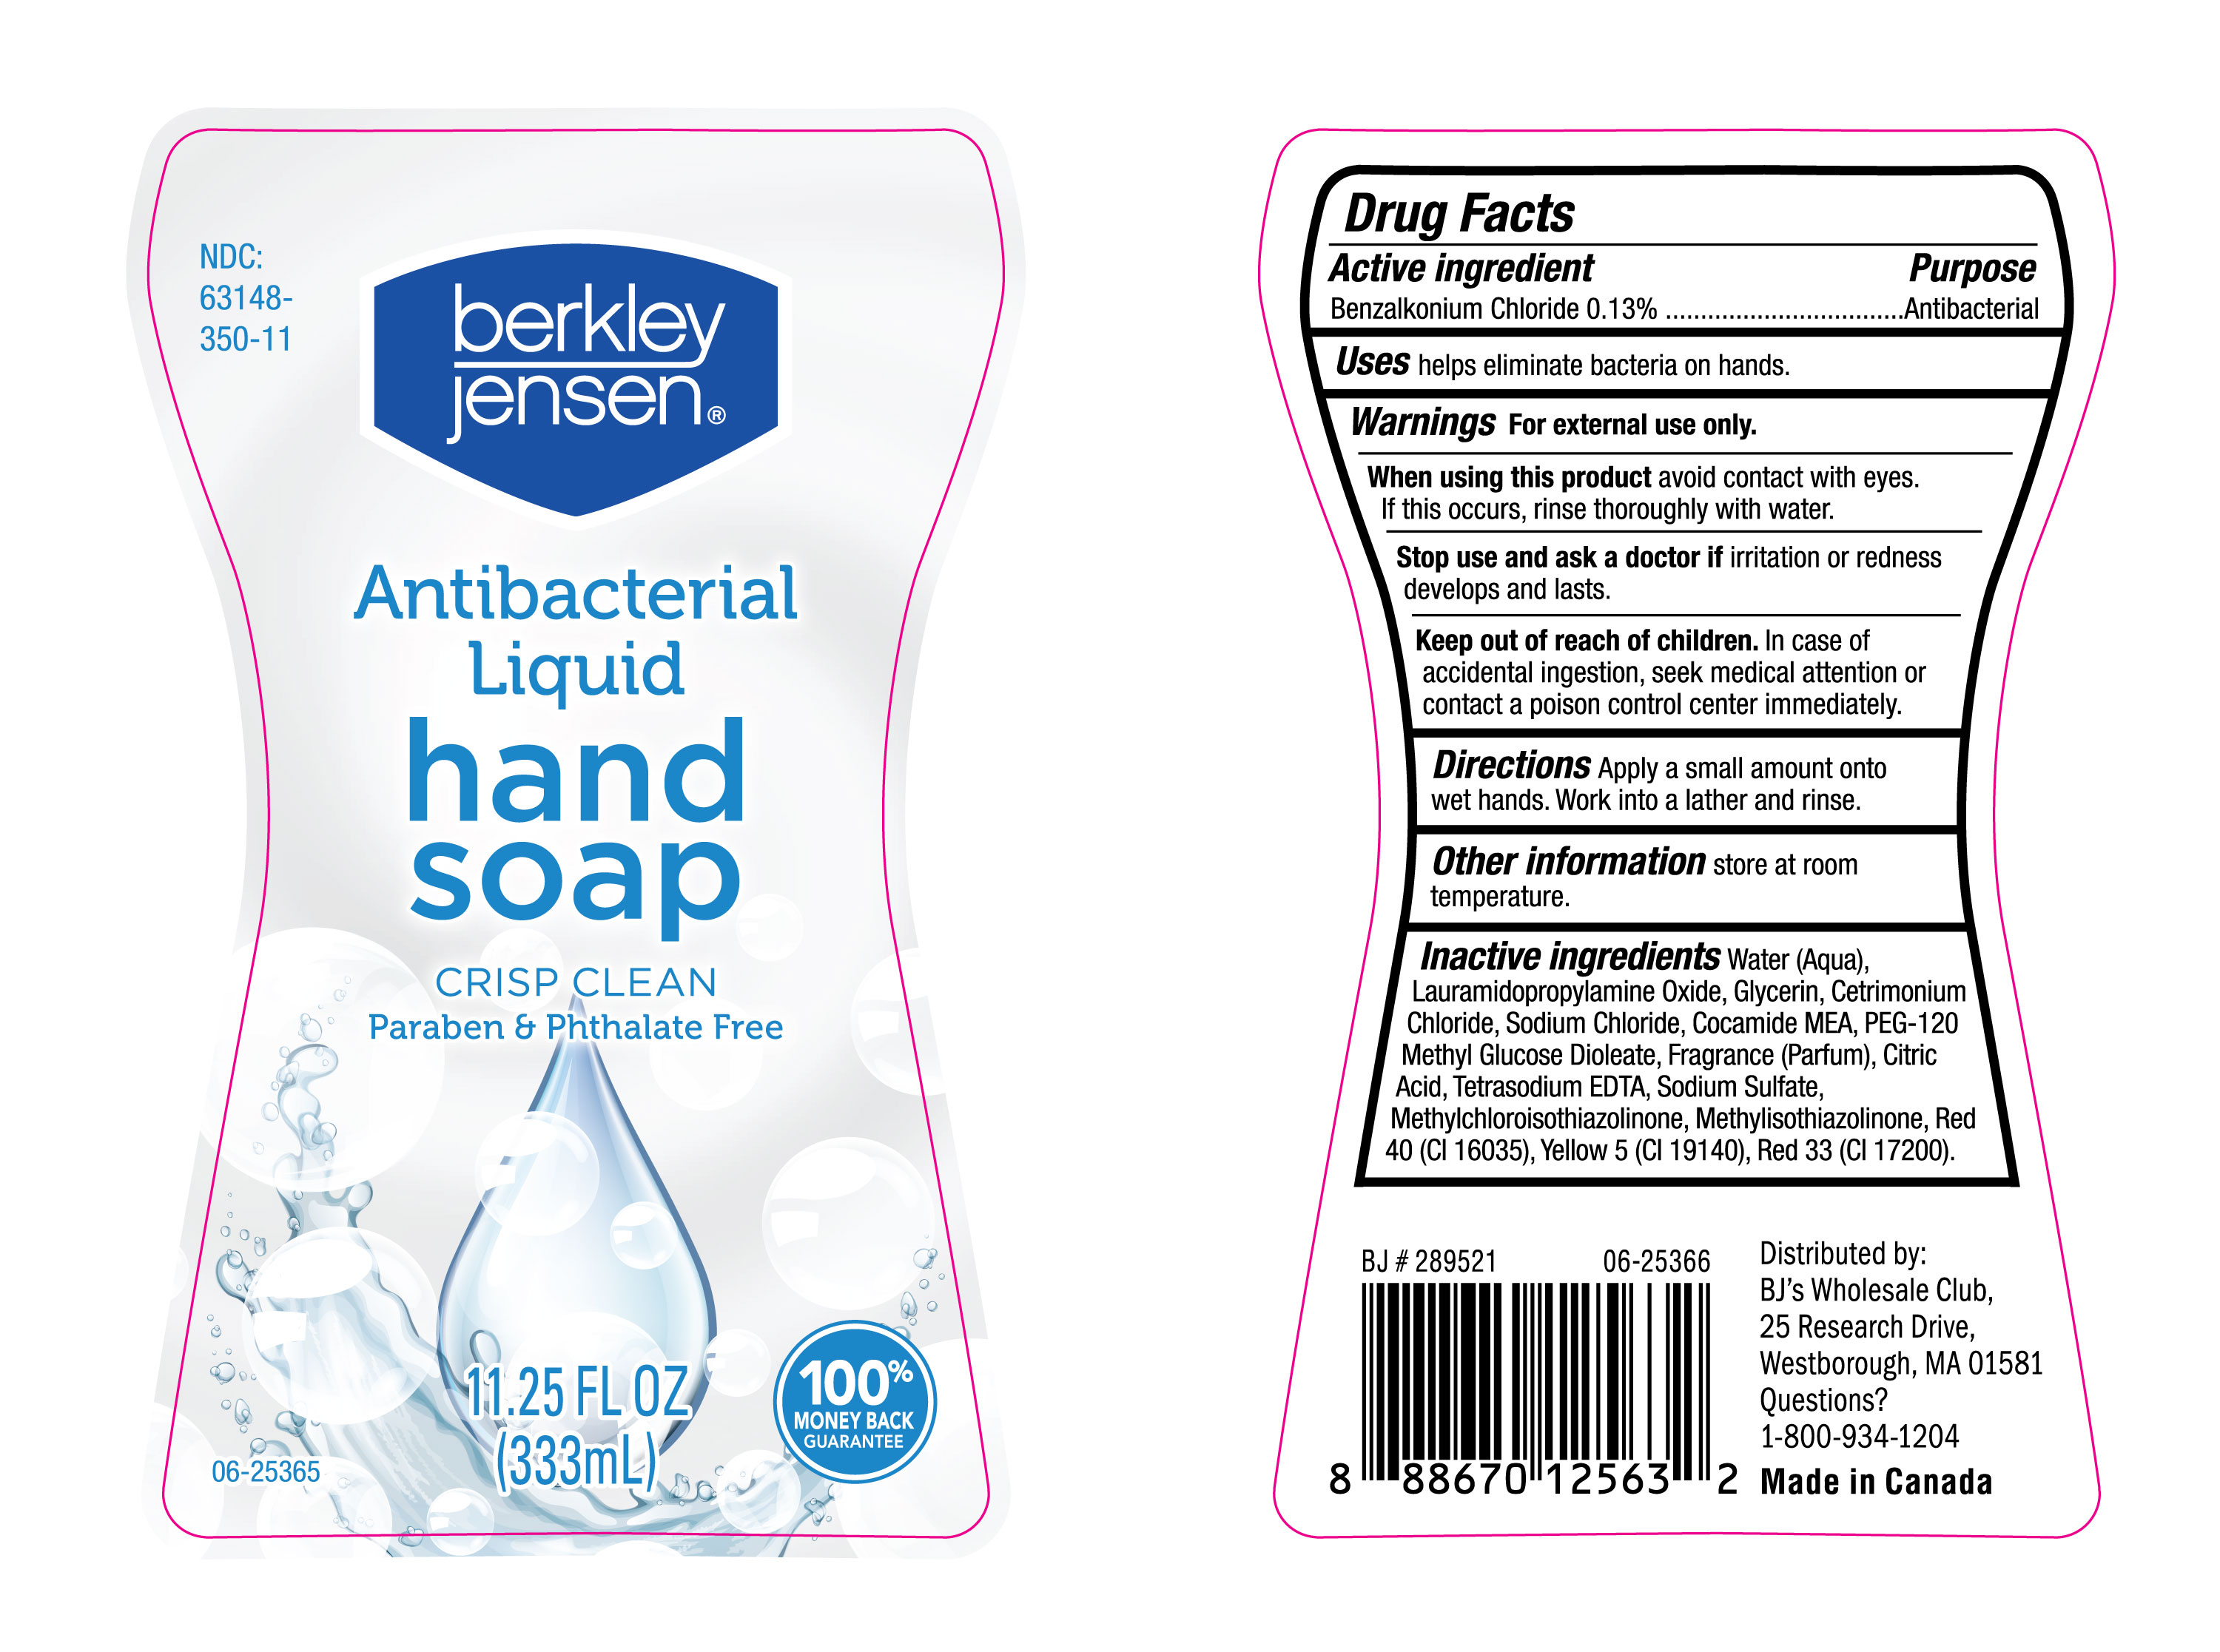 NDC:
63148-
350-11
berkley
jensen®
Antibacterial
Liquid
hand
soap
CRISP CLEAN
Paraben & Phthalate Free
11.25 FL OZ
(333mL)
100%
MONEY BACK
GUARANTEE
06-25365
Drug Facts
Active ingredient Purpose
Benzalkonium Chloride 0.13% ..................................Antibacterial
Uses helps eliminate bacteria on hands.
Warnings For external use only.
When using this product avoid contact with eyes.
If this occurs, rinse thoroughly with water.
Stop use and ask a doctor if irritation or redness
develops and lasts.
Keep out of reach of children. In case of
accidental ingestion, seek medical attention or
contact a poison control center immediately.
Directions Apply a small amount onto
wet hands. Work into a lather and rinse.
Other information store at room
temperature.
Inactive ingredients Water (Aqua),
Lauramidopropylamine Oxide, Glycerin, Cetrimonium
Chloride, Sodium Chloride, Cocamide MEA, PEG-120
Methyl Glucose Dioleate, Fragrance (Parfum), Citric
Acid, Tetrasodium EDTA, Sodium Sulfate,
Methylchloroisothiazolinone, Methylisothiazolinone, Red
40 (CI 16035), Yellow 5 (CI 19140), Red 33 (CI 17200).
BJ # 289521 06-25366
8 88670 12563 2
Distributed by:
BJ's Wholesale Club,
25 Research Drive,
Westborough, MA 01581
Questions?
1-800-934-1204
Made in Canada